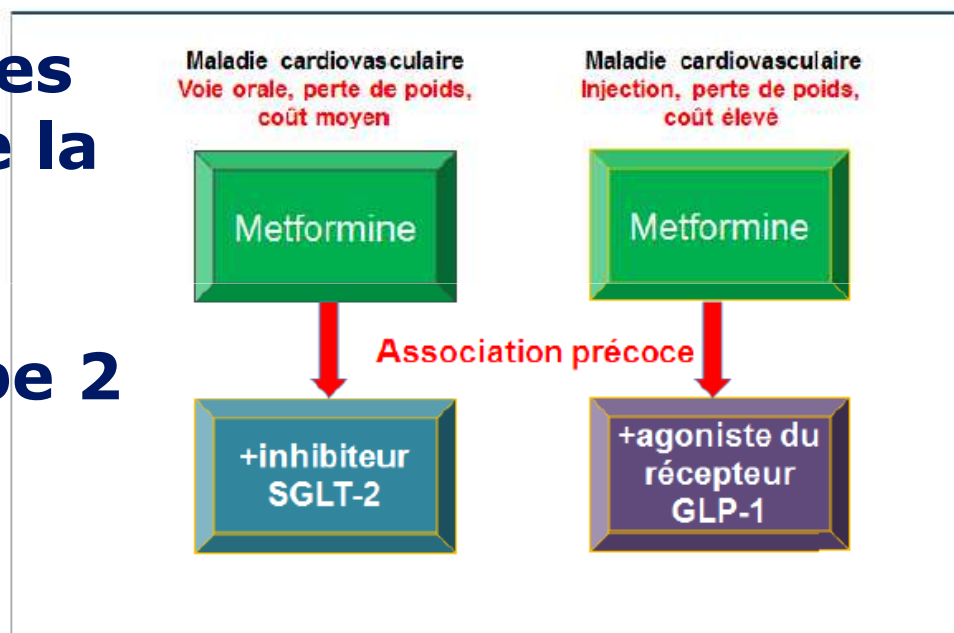 es
e la
pe 2
Maladie cardiovasculaire
Voie orale, perte de poids,
coût moyen
Metformine
Maladie cardiovasculaire
Injection, perte de poids,
coût élevé
Metformine
Association précoce
+inhibiteur
SGLT-2
+agoniste du
récepteur
GLP-1